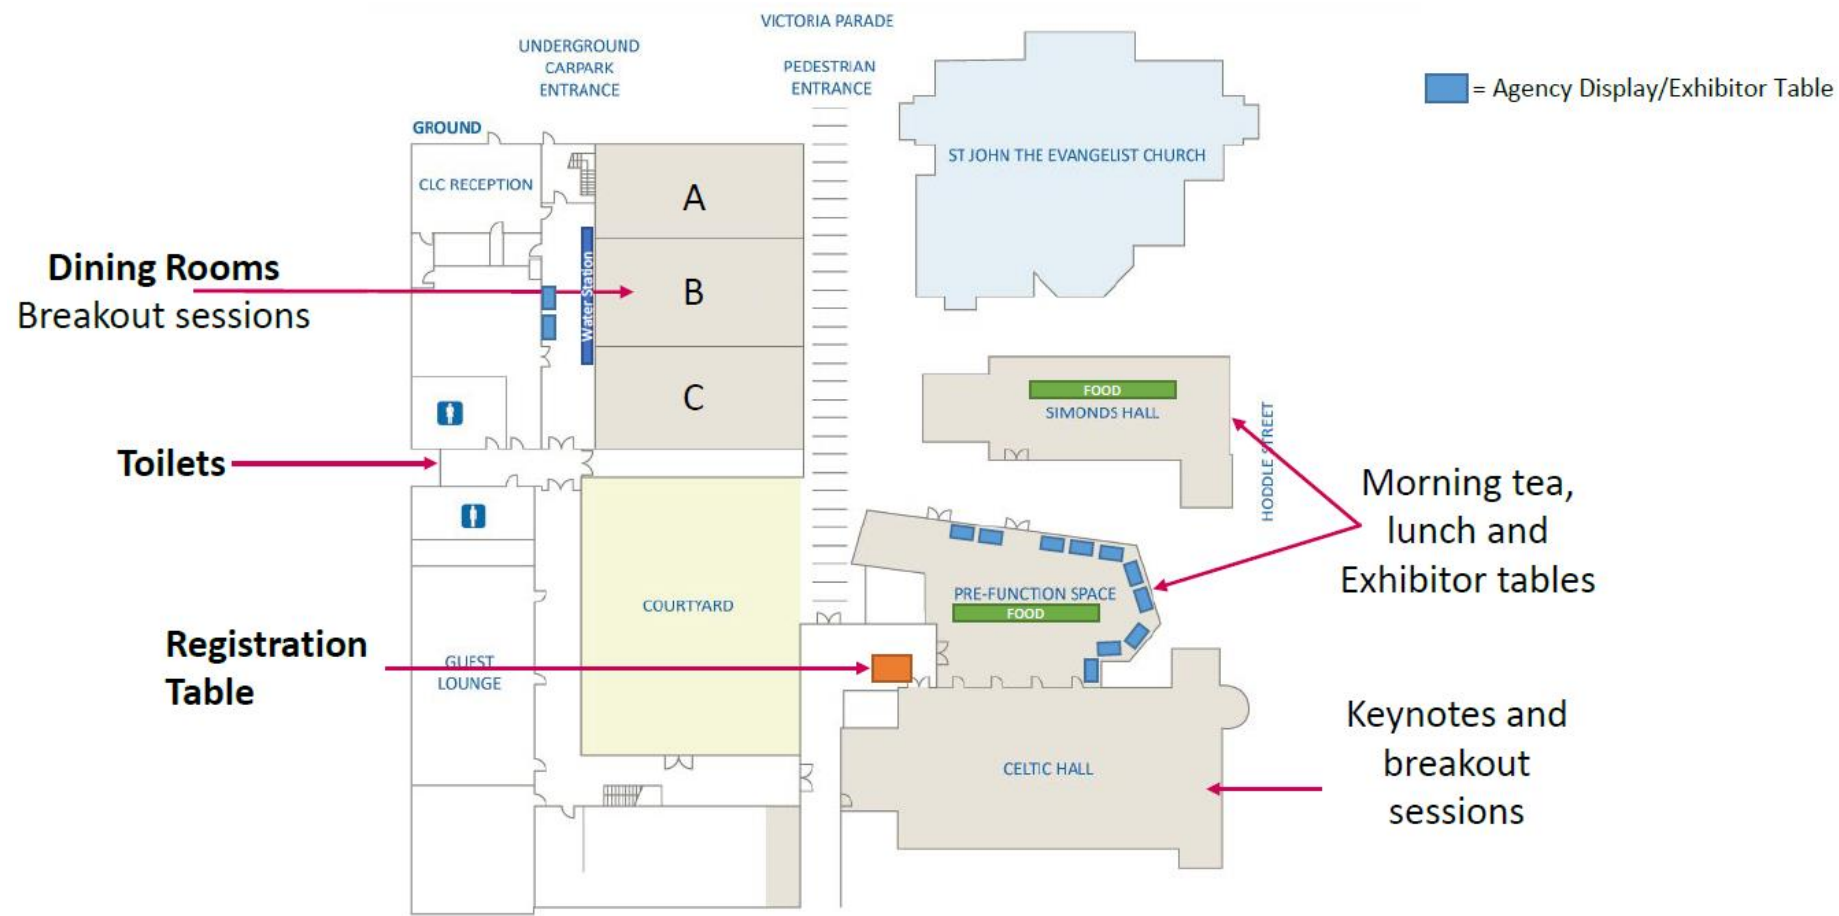 VICTORIA PARADE
UNDERGROUND
CARPARK
ENTRANCE
PEDESTRIAN
ENTRANCE
= Agency Display/Exhibitor Table
GROUND
CLC RECEPTION
ST JOHN THE EVANGELIST CHURCH
A
Dining Rooms
Breakout sessions
Water Station
B
C
FOOD
SIMONDS HALL
HODDLE STREET
Toilets
Morning tea,
lunch and
Exhibitor tables
PRE-FUNCTION SPACE
FOOD
COURTYARD
Registration
Table
GUEST
LOUNGE
Keynotes and
breakout
sessions
CELTIC HALL